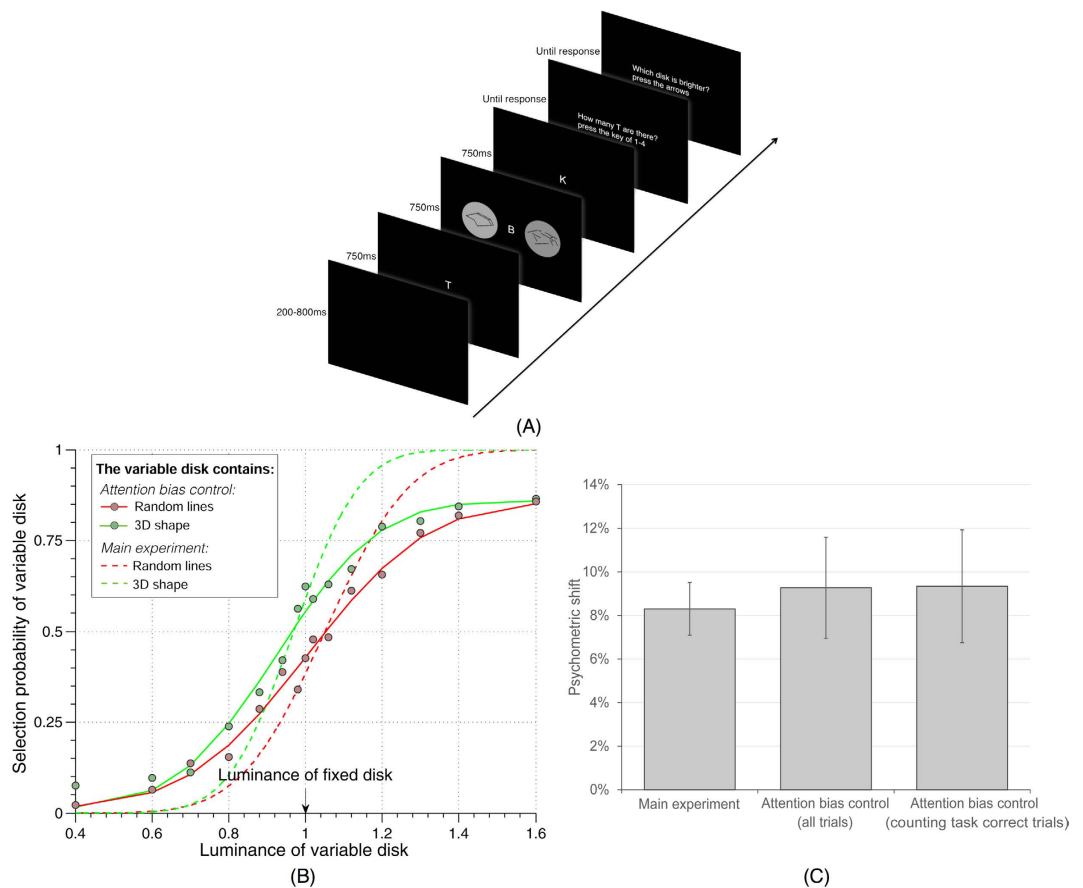 Until response
Which disk is brighter?
press the arrows
Until response
How many T are there?
press the key of 1-4
750ms
K
750ms
B
750ms
T
200-800ms
(A)
Selection probability of variable disk
1
0.75
0.5
0.25
0
The variable disk contains:
Attention bias control:
Random lines
3D shape
Main experiment:
Random lines
3D shape
Luminance of fixed disk
0.4
0.6
0.8
1
1.2
1.4
1.6
Luminance of variable disk
(B)
Psychometric shift
14%
12%
10%
8%
6%
4%
2%
0%
Main experiment
Attention bias control
(all trials)
Attention bias control
(counting task correct trials)
(C)